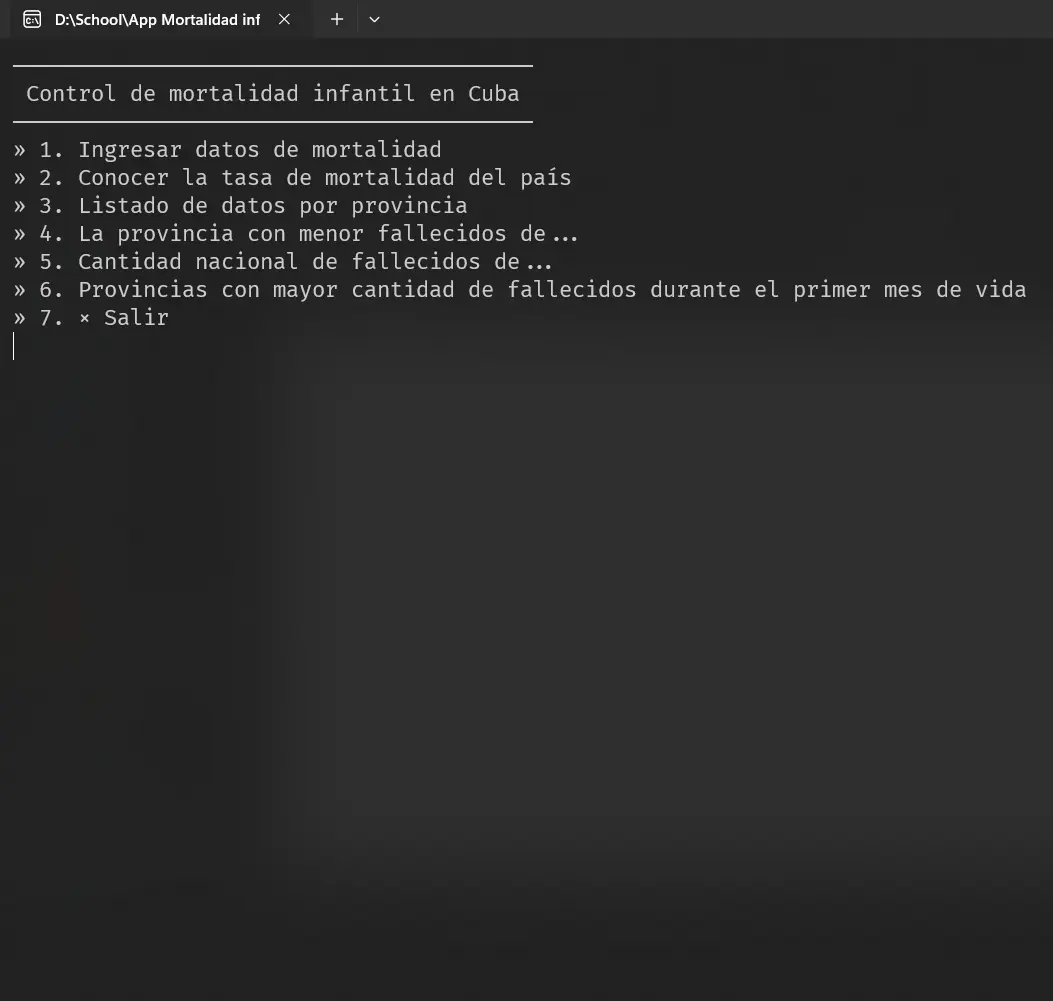 D:\School\App Mortalidad inf
Control de mortalidad infantil en Cuba
» 1. Ingresar datos de mortalidad
» 2. Conocer la tasa de mortalidad del país
» 3. Listado de datos por provincia
» 4. La provincia con menor fallecidos de...
» 5. Cantidad nacional de fallecidos de...
» 6. Provincias con mayor cantidad de fallecidos durante el primer mes de vida
» 7. × Salir